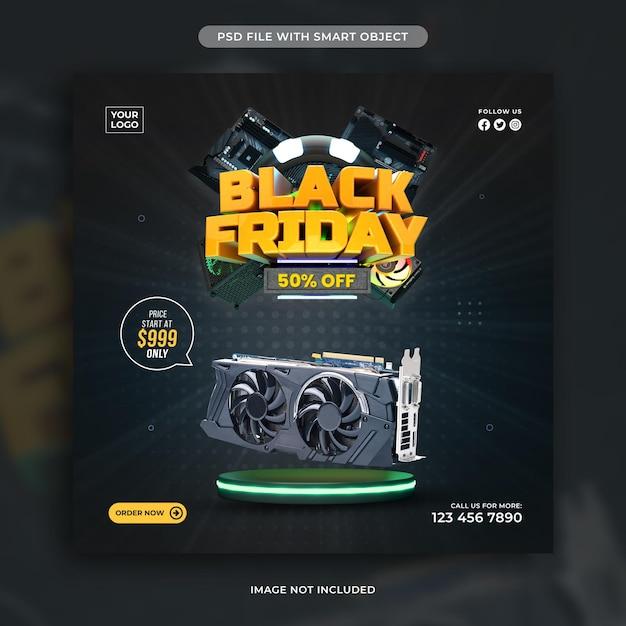 PSD FILE WITH SMART OBJECT
YOUR
LOGO
FOLLOW US
BLACK
FRIDAY
50% OFF
PRICE
START AT
$999
ONLY
ORDER NOW
CALL US FOR MORE:
123 456 7890
IMAGE NOT INCLUDED